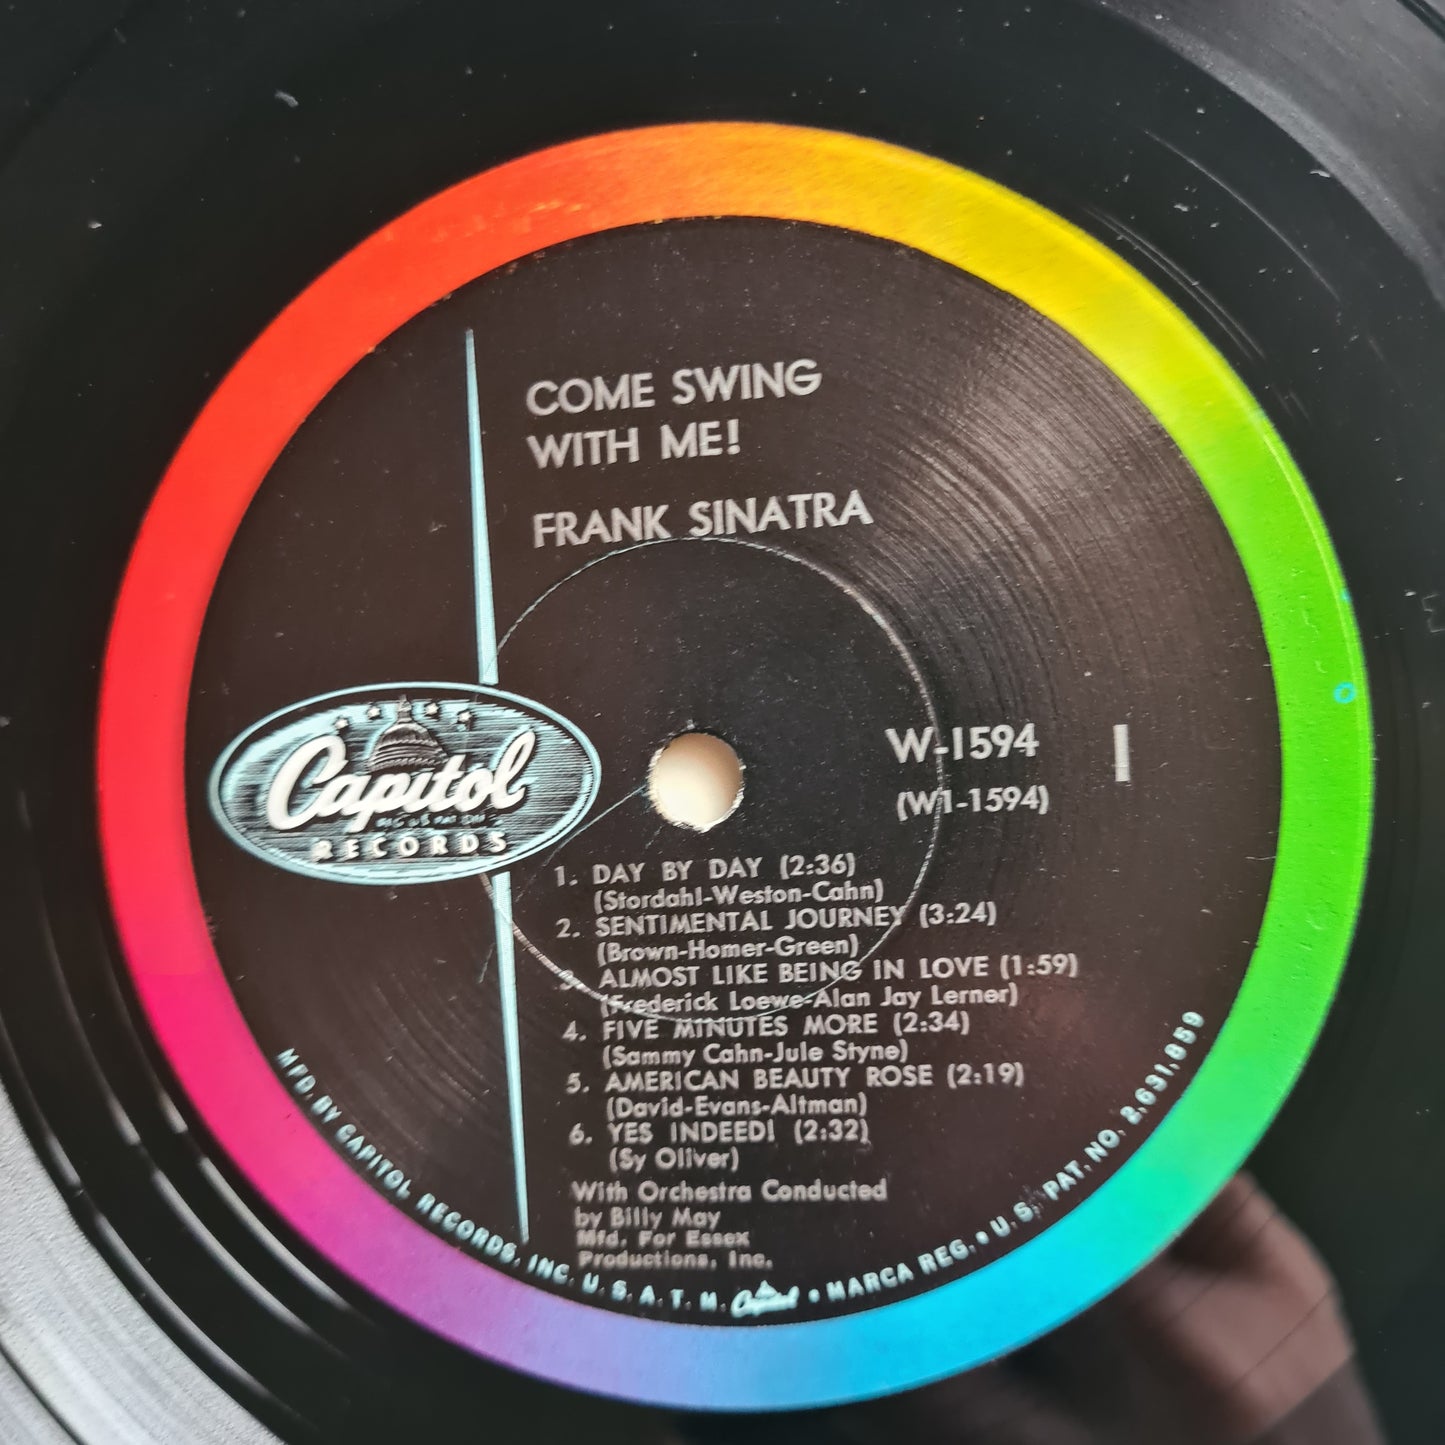 COME SWING
WITH ME!
FRANK SINATRA
Capitol
RECORDS
W-1594
(W1-1594)
1
1. DAY BY DAY (2:36)
(Stordahl-Weston-Cahn)
2. SENTIMENTAL JOURNEY (3:24)
(Brown-Homer-Green)
3. ALMOST LIKE BEING IN LOVE (1:59)
(Frederick Loewe-Alan Jay Lerner)
4. FIVE MINUTES MORE (2:34)
(Sammy Cahn-Jule Styne)
5. AMERICAN BEAUTY ROSE (2:19)
(David-Evans-Altman)
6. YES INDEED! (2:32)
(Sy Oliver)
With Orchestra Conducted
by Billy May
Mfd. For Essex
Productions, Inc.
MFD. BY CAPITOL RECORDS, INC. U.S.A. T.M. Capitol • MARCA REG. • U.S. PAT. NO. 2,631,859